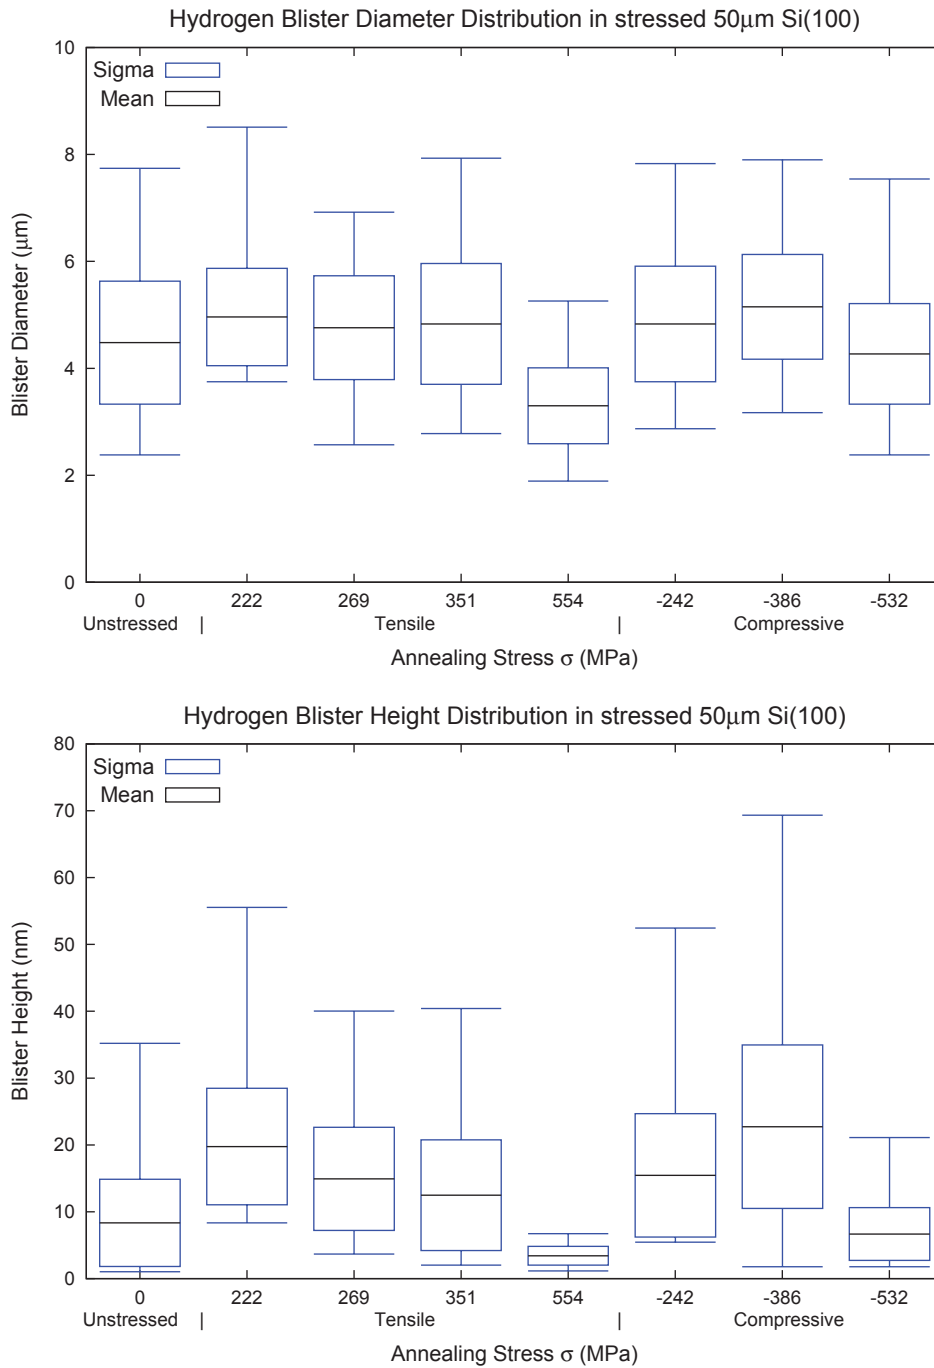 Hydrogen Blister Diameter Distribution in stressed 50μm Si(100)
10
Sigma
Mean
8
6
4
2
0
Blister Diameter (μm)
0 222 269 351 554 -242 -386 -532
Unstressed | Tensile | Compressive
Annealing Stress σ (MPa)
Hydrogen Blister Height Distribution in stressed 50μm Si(100)
80
Sigma
Mean
70
60
50
40
30
20
10
0
Blister Height (nm)
0 222 269 351 554 -242 -386 -532
Unstressed | Tensile | Compressive
Annealing Stress σ (MPa)